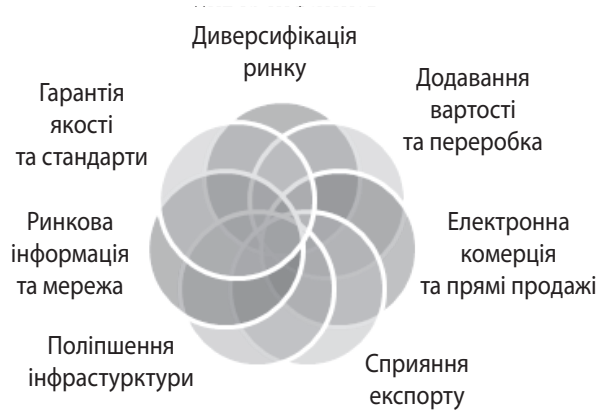 Диверсифікація
ринку
Додавання
вартості
та переробка
Електронна
комерція
та прямі продажі
Сприяння
експорту
Поліпшення
інфрастурктури
Ринкова
інформація
та мережа
Гарантія
якості
та стандарти